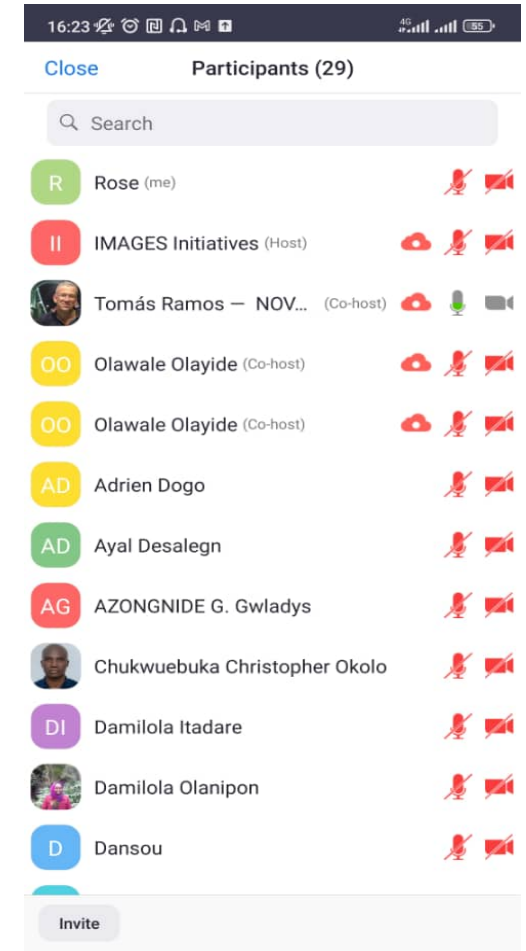 16:23 4G 55
Close Participants (29)
Search
R Rose (me)
II IMAGES Initiatives (Host)
Tomás Ramos — NOV... (Co-host)
OO Olawale Olayide (Co-host)
OO Olawale Olayide (Co-host)
AD Adrien Dogo
AD Ayal Desalegn
AG AZONGNIDE G. Gwladys
Chukwuebuka Christopher Okolo
DI Damilola Itadare
Damilola Olanipon
D Dansou
Invite